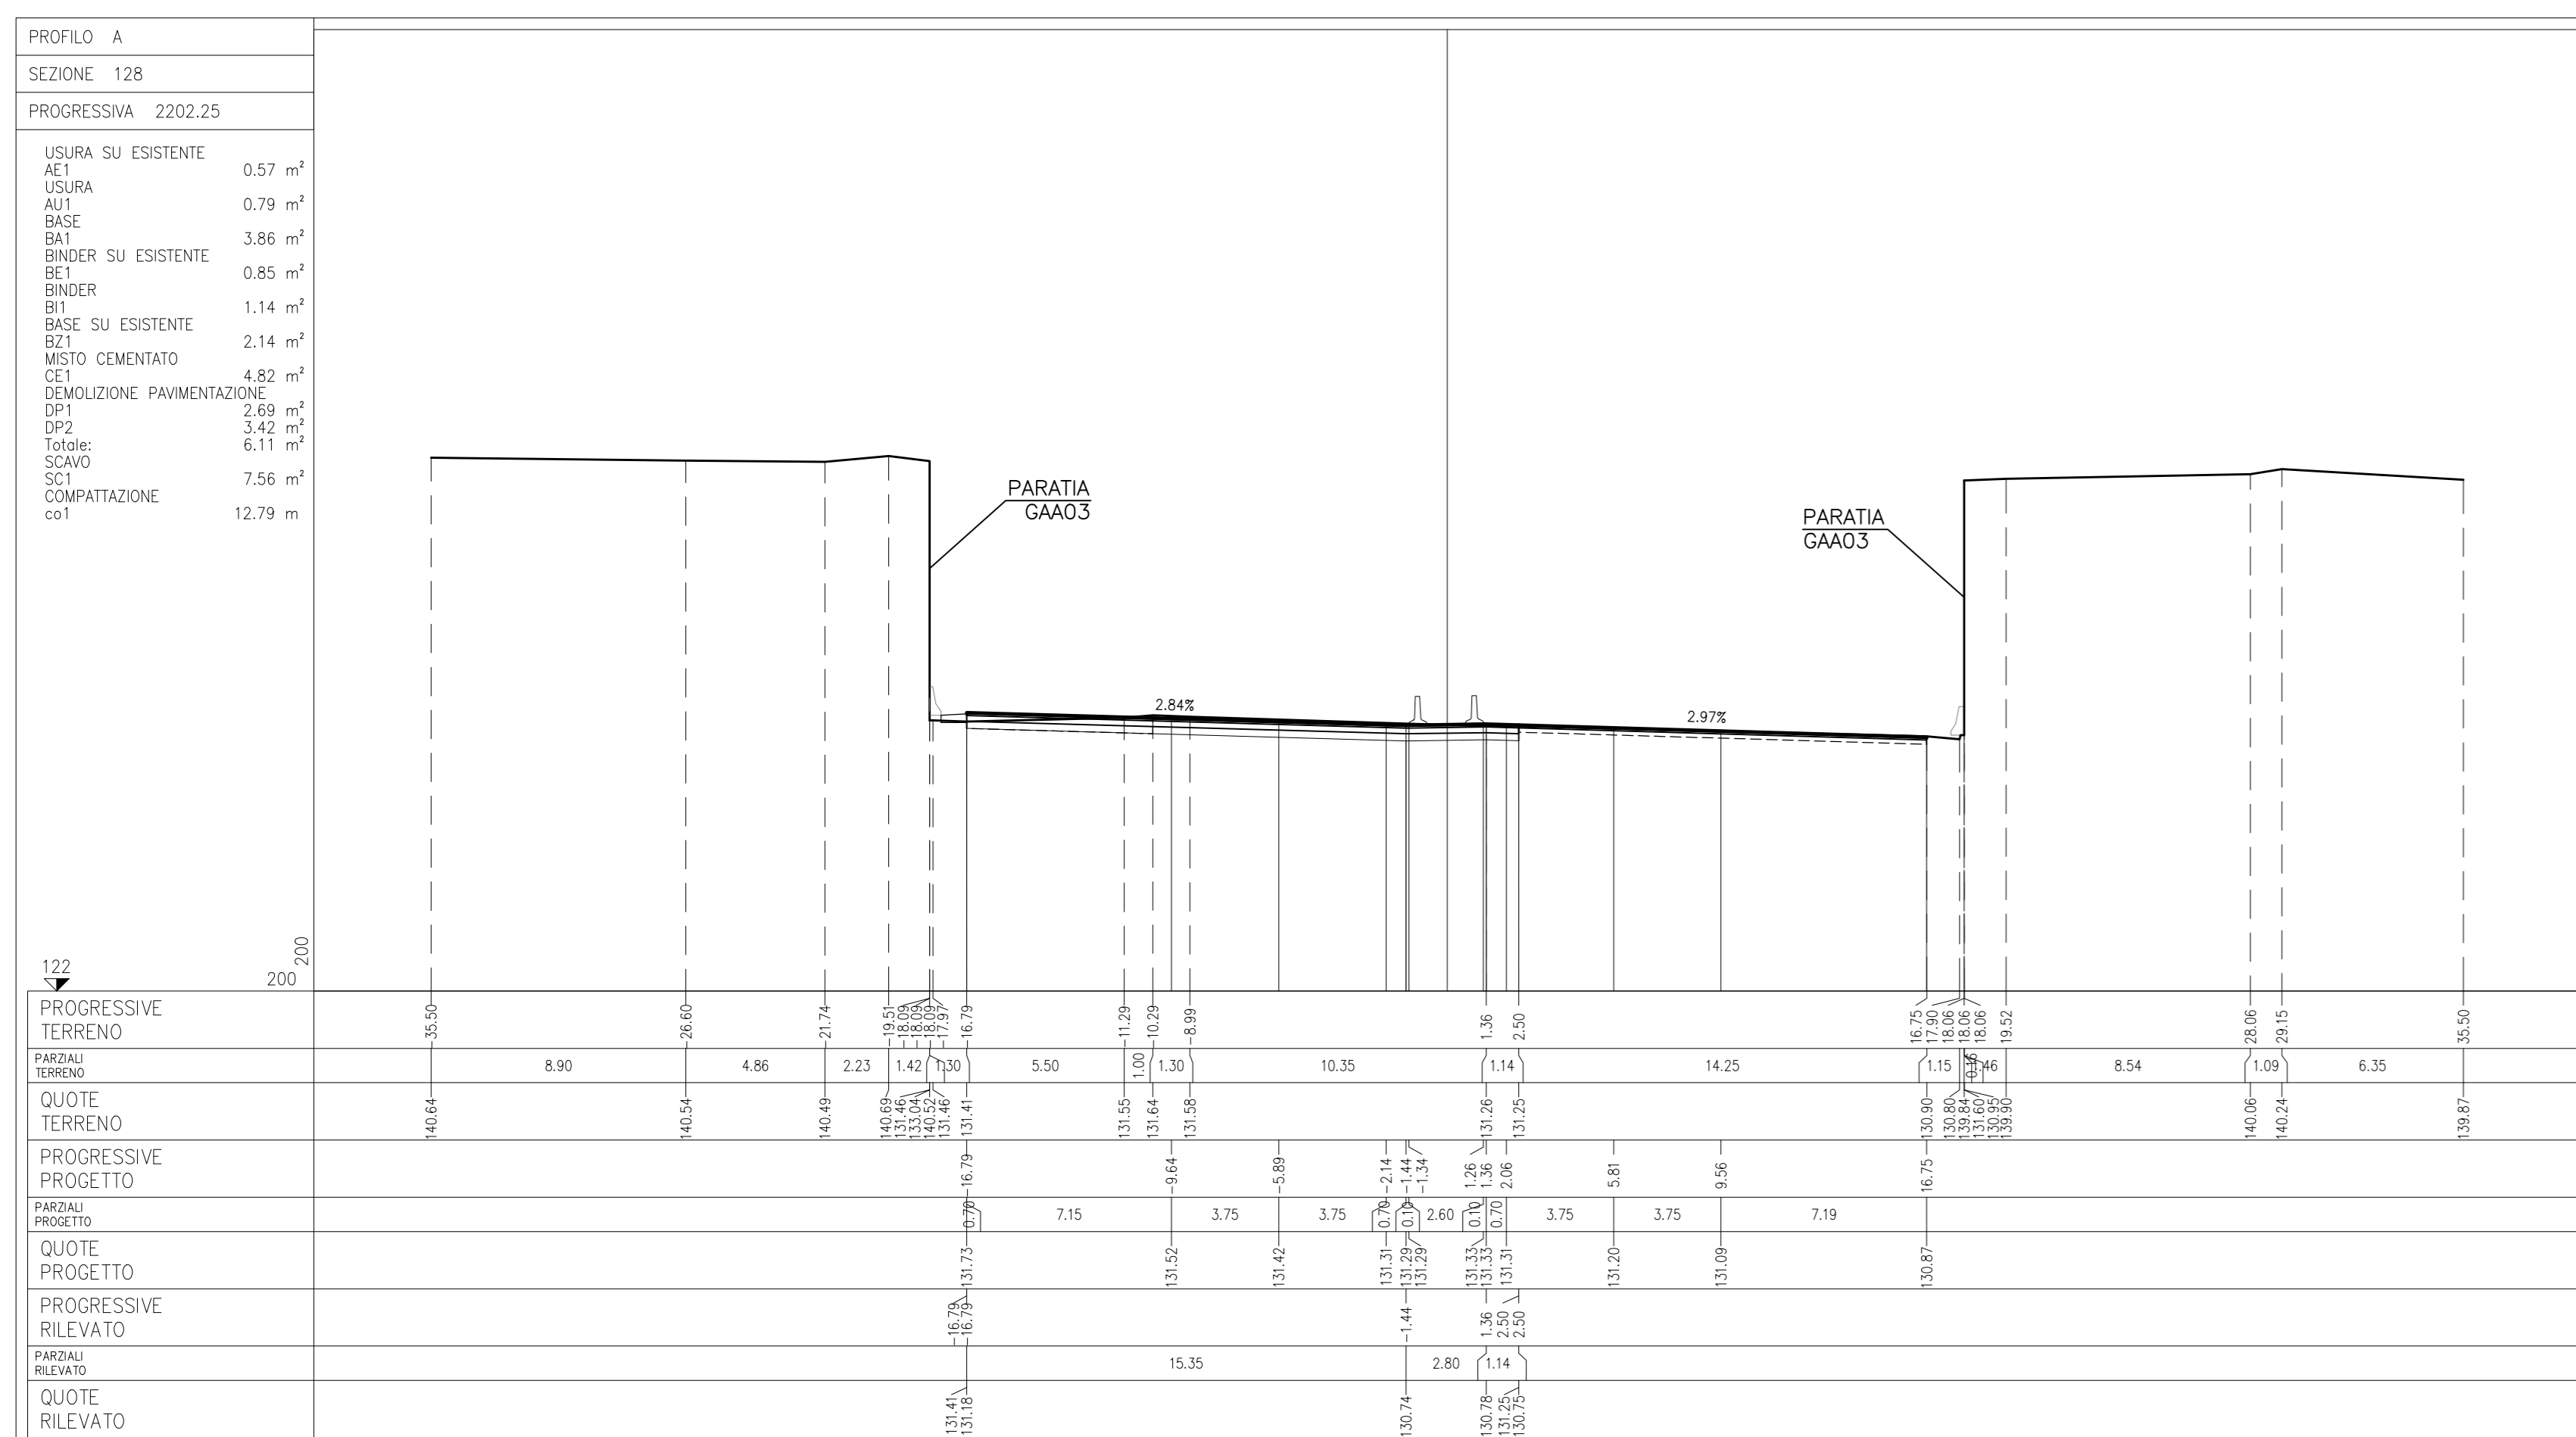 PROFILO A
SEZIONE 128
PROGRESSIVA 2202.25
USURA SU ESISTENTE
AE1 0.57 m²
USURA
AU1 0.79 m²
BASE
BA1 3.86 m²
BINDER SU ESISTENTE
BE1 0.85 m²
BINDER
BI1 1.14 m²
BASE SU ESISTENTE
BZ1 2.14 m²
MISTO CEMENTATO
CE1 4.82 m²
DEMOLIZIONE PAVIMENTAZIONE
DP1 2.69 m²
DP2 3.42 m²
Totale: 6.11 m²
SCAVO
SC1 7.56 m²
COMPATTAZIONE
co1 12.79 m
PARATIA
GAA03
PARATIA
GAA03
2.84%
2.97%
122
200
200
PROGRESSIVE
TERRENO
-35.50 -26.60 -21.74 -19.51 -18.09 -18.09 -18.09 -17.97 -16.79 -11.29 -10.29 -8.99 1.36 2.50 16.75 17.90 18.06 18.06 18.06 19.52 28.06 29.15 35.50
PARZIALI
TERRENO
8.90 4.86 2.23 1.42 1.30 5.50 1.00 1.30 10.35 1.14 14.25 1.15 0.16 1.46 8.54 1.09 6.35
QUOTE
TERRENO
140.64 140.54 140.49 140.69 131.46 133.04 140.52 131.46 131.41 131.55 131.64 131.58 131.26 131.25 130.90 130.80 139.84 131.60 130.95 139.90 140.06 140.24 139.87
PROGRESSIVE
PROGETTO
-16.79 -9.64 -5.89 -2.14 -1.44 -1.34 1.26 1.36 2.06 5.81 9.56 16.75
PARZIALI
PROGETTO
0.70 7.15 3.75 3.75 0.70 0.10 2.60 0.10 0.70 3.75 3.75 7.19
QUOTE
PROGETTO
131.73 131.52 131.42 131.31 131.29 131.29 131.33 131.33 131.31 131.20 131.09 130.87
PROGRESSIVE
RILEVATO
-16.79 -16.79 -1.44 1.36 2.50 2.50
PARZIALI
RILEVATO
15.35 2.80 1.14
QUOTE
RILEVATO
131.41 131.18 130.74 130.78 131.25 130.75